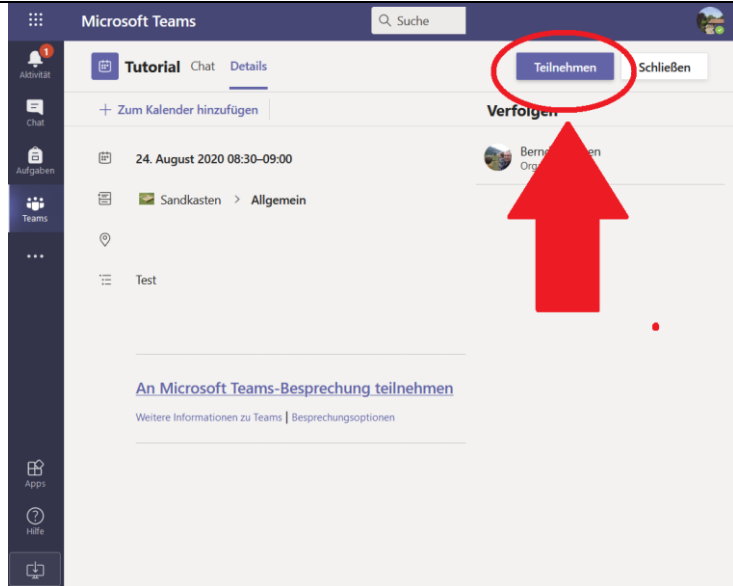 Microsoft Teams
Suche
1
Aktivität
Chat
Aufgaben
Teams
Apps
Hilfe
Tutorial Chat Details
Teilnehmen Schließen
+ Zum Kalender hinzufügen
Verfolgen
24. August 2020 08:30–09:00
Sandkasten > Allgemein
Test
An Microsoft Teams-Besprechung teilnehmen
Weitere Informationen zu Teams | Besprechungsoptionen